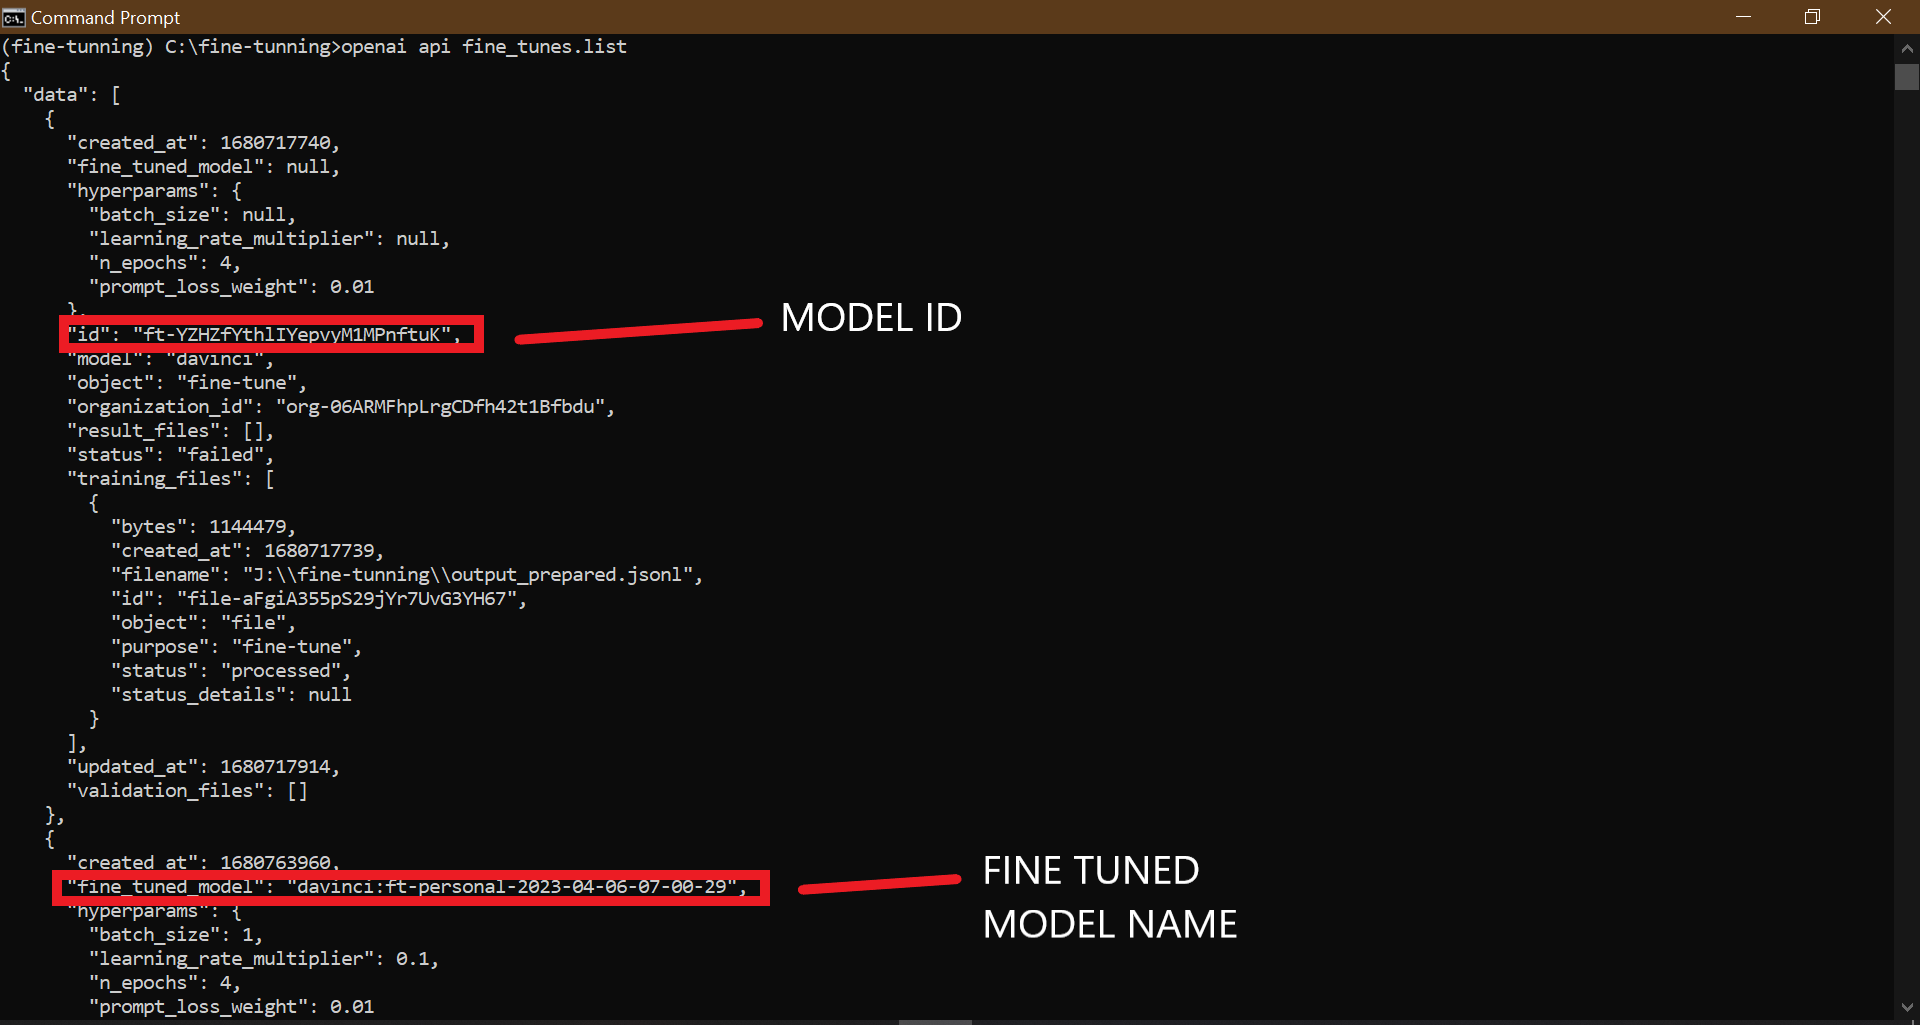 Command Prompt
(fine-tunning) C:\fine-tunning>openai api fine_tunes.list
{
  "data": [
    {
      "created_at": 1680717740,
      "fine_tuned_model": null,
      "hyperparams": {
        "batch_size": null,
        "learning_rate_multiplier": null,
        "n_epochs": 4,
        "prompt_loss_weight": 0.01
      },
      "id": "ft-YZHZfYthlIYepvyM1MPnftuK",
MODEL ID
      "model": "davinci",
      "object": "fine-tune",
      "organization_id": "org-06ARMFhpLrgCDfh42t1Bfbdu",
      "result_files": [],
      "status": "failed",
      "training_files": [
        {
          "bytes": 1144479,
          "created_at": 1680717739,
          "filename": "J:\\fine-tunning\\output_prepared.jsonl",
          "id": "file-aFgiA355pS29jYr7UvG3YH67",
          "object": "file",
          "purpose": "fine-tune",
          "status": "processed",
          "status_details": null
        }
      ],
      "updated_at": 1680717914,
      "validation_files": []
    },
    {
      "created_at": 1680763960,
      "fine_tuned_model": "davinci:ft-personal-2023-04-06-07-00-29",
FINE TUNED
MODEL NAME
      "hyperparams": {
        "batch_size": 1,
        "learning_rate_multiplier": 0.1,
        "n_epochs": 4,
        "prompt_loss_weight": 0.01